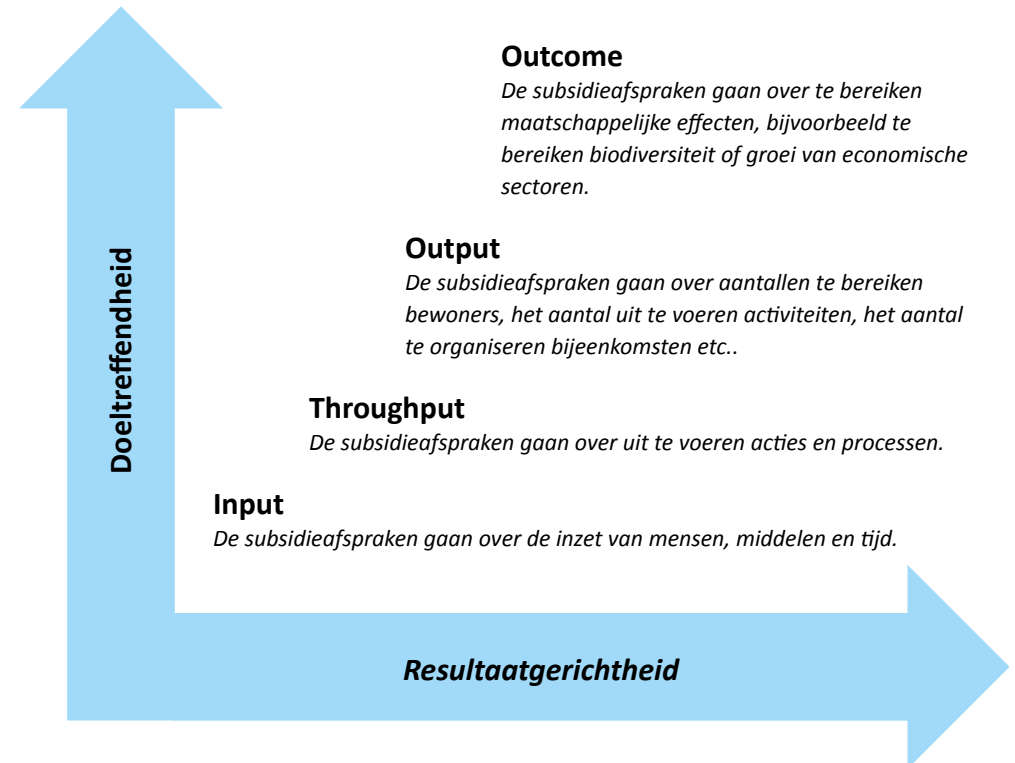 Outcome
De subsidieafspraken gaan over te bereiken
maatschappelijke effecten, bijvoorbeeld te
bereiken biodiversiteit of groei van economische
sectoren.
Output
De subsidieafspraken gaan over aantallen te bereiken
bewoners, het aantal uit te voeren activiteiten, het aantal
te organiseren bijeenkomsten etc..
Throughput
De subsidieafspraken gaan over uit te voeren acties en processen.
Input
De subsidieafspraken gaan over de inzet van mensen, middelen en tijd.
Doeltreffendheid
Resultaatgerichtheid